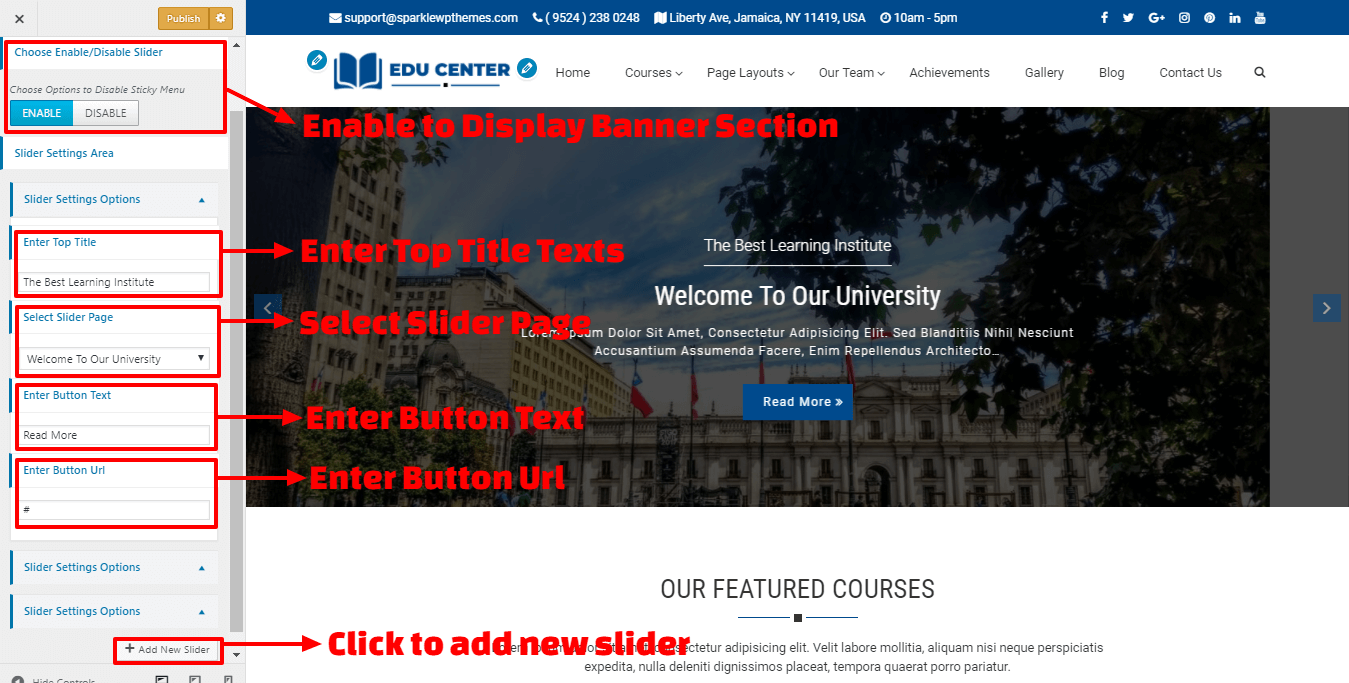 Publish
Choose Enable/Disable Slider
Choose Options to Disable Sticky Menu
ENABLE DISABLE
Slider Settings Area
Slider Settings Options
Enter Top Title
The Best Learning Institute
Select Slider Page
Welcome To Our University
Enter Button Text
Read More
Enter Button Url
#
Slider Settings Options
Slider Settings Options
+ Add New Slider
Hide Controls
support@sparklewpthemes.com ( 9524 ) 238 0248 Liberty Ave, Jamaica, NY 11419, USA 10am - 5pm
EDU CENTER
Home Courses Page Layouts Our Team Achievements Gallery Blog Contact Us
Enable to Display Banner Section
Enter Top Title Texts
The Best Learning Institute
Welcome To Our University
Select Slider Page
Lorem Ipsum Dolor Sit Amet, Consectetur Adipisicing Elit. Sed Blanditiis Nihil Nesciunt
Accusantium Assumenda Facere, Enim Repellendus Architecto...
Read More »
Enter Button Text
Enter Button Url
OUR FEATURED COURSES
Click to add new slider
Lorem ipsum dolor sit amet, consectetur adipisicing elit. Velit labore mollitia, aliquam nisi neque perspiciatis
expedita, nulla deleniti dignissimos placeat, tempora quaerat porro pariatur.